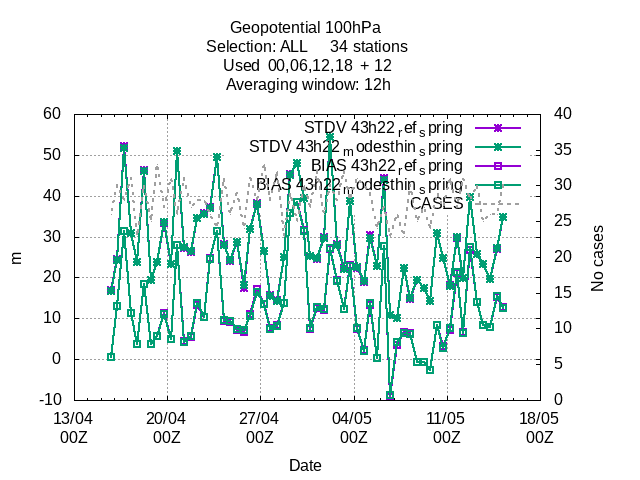 Geopotential 100hPa
Selection: ALL 34 stations
Used 00,06,12,18 + 12
Averaging window: 12h
60 40
STDV 43h22_ref_spring
50 35
STDV 43h22_modesthin_spring
BIAS 43h22_ref_spring
40 30
BIAS 43h22_modesthin_spring
CASES
30 25
20 20
m
No cases
15
10 10
0 5
-10 0
13/04 20/04 27/04 04/05 11/05 18/05
00Z 00Z 00Z 00Z 00Z 00Z
Date